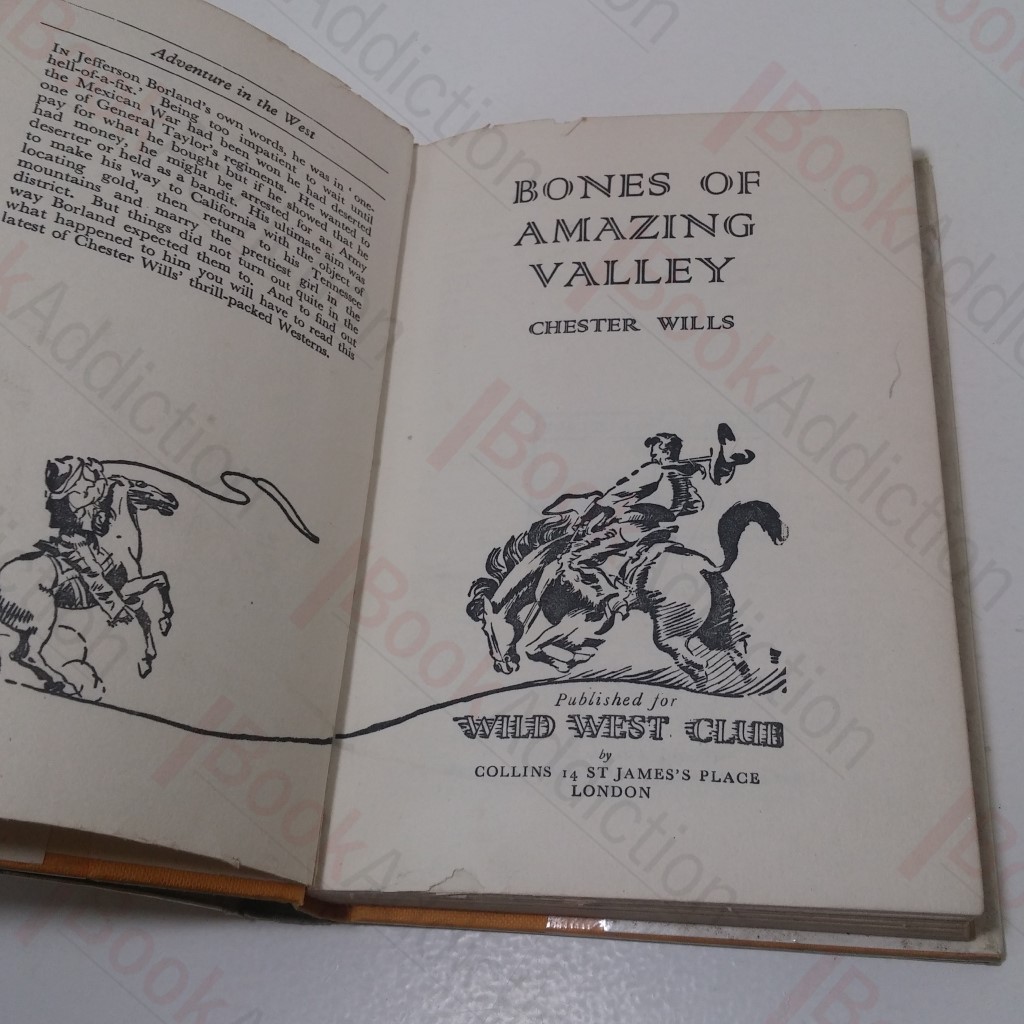 Adventure in the West
IN Jefferson Borland's own words, he was in ' one-
hell-of-a-fix.' Being too impatient to wait until
the Mexican War had been won he had deserted
one of General Taylor's regiments. He wanted to
pay for what he bought but if he showed that he
had money, he might be arrested for an Army
deserter or held as a bandit. His ultimate aim was
to make his way to California with the object of
locating gold, then return to his Tennessee
mountains and marry the prettiest girl in the
district. But things did not turn out quite in the
way Borland expected them to. And to find out
what happened to him you will have to read this
latest of Chester Wills' thrill-packed Westerns.
BONES OF
AMAZING
VALLEY
CHESTER WILLS
Published for
WILD WEST CLUB
by
COLLINS 14 ST JAMES'S PLACE
LONDON
BookAddiction